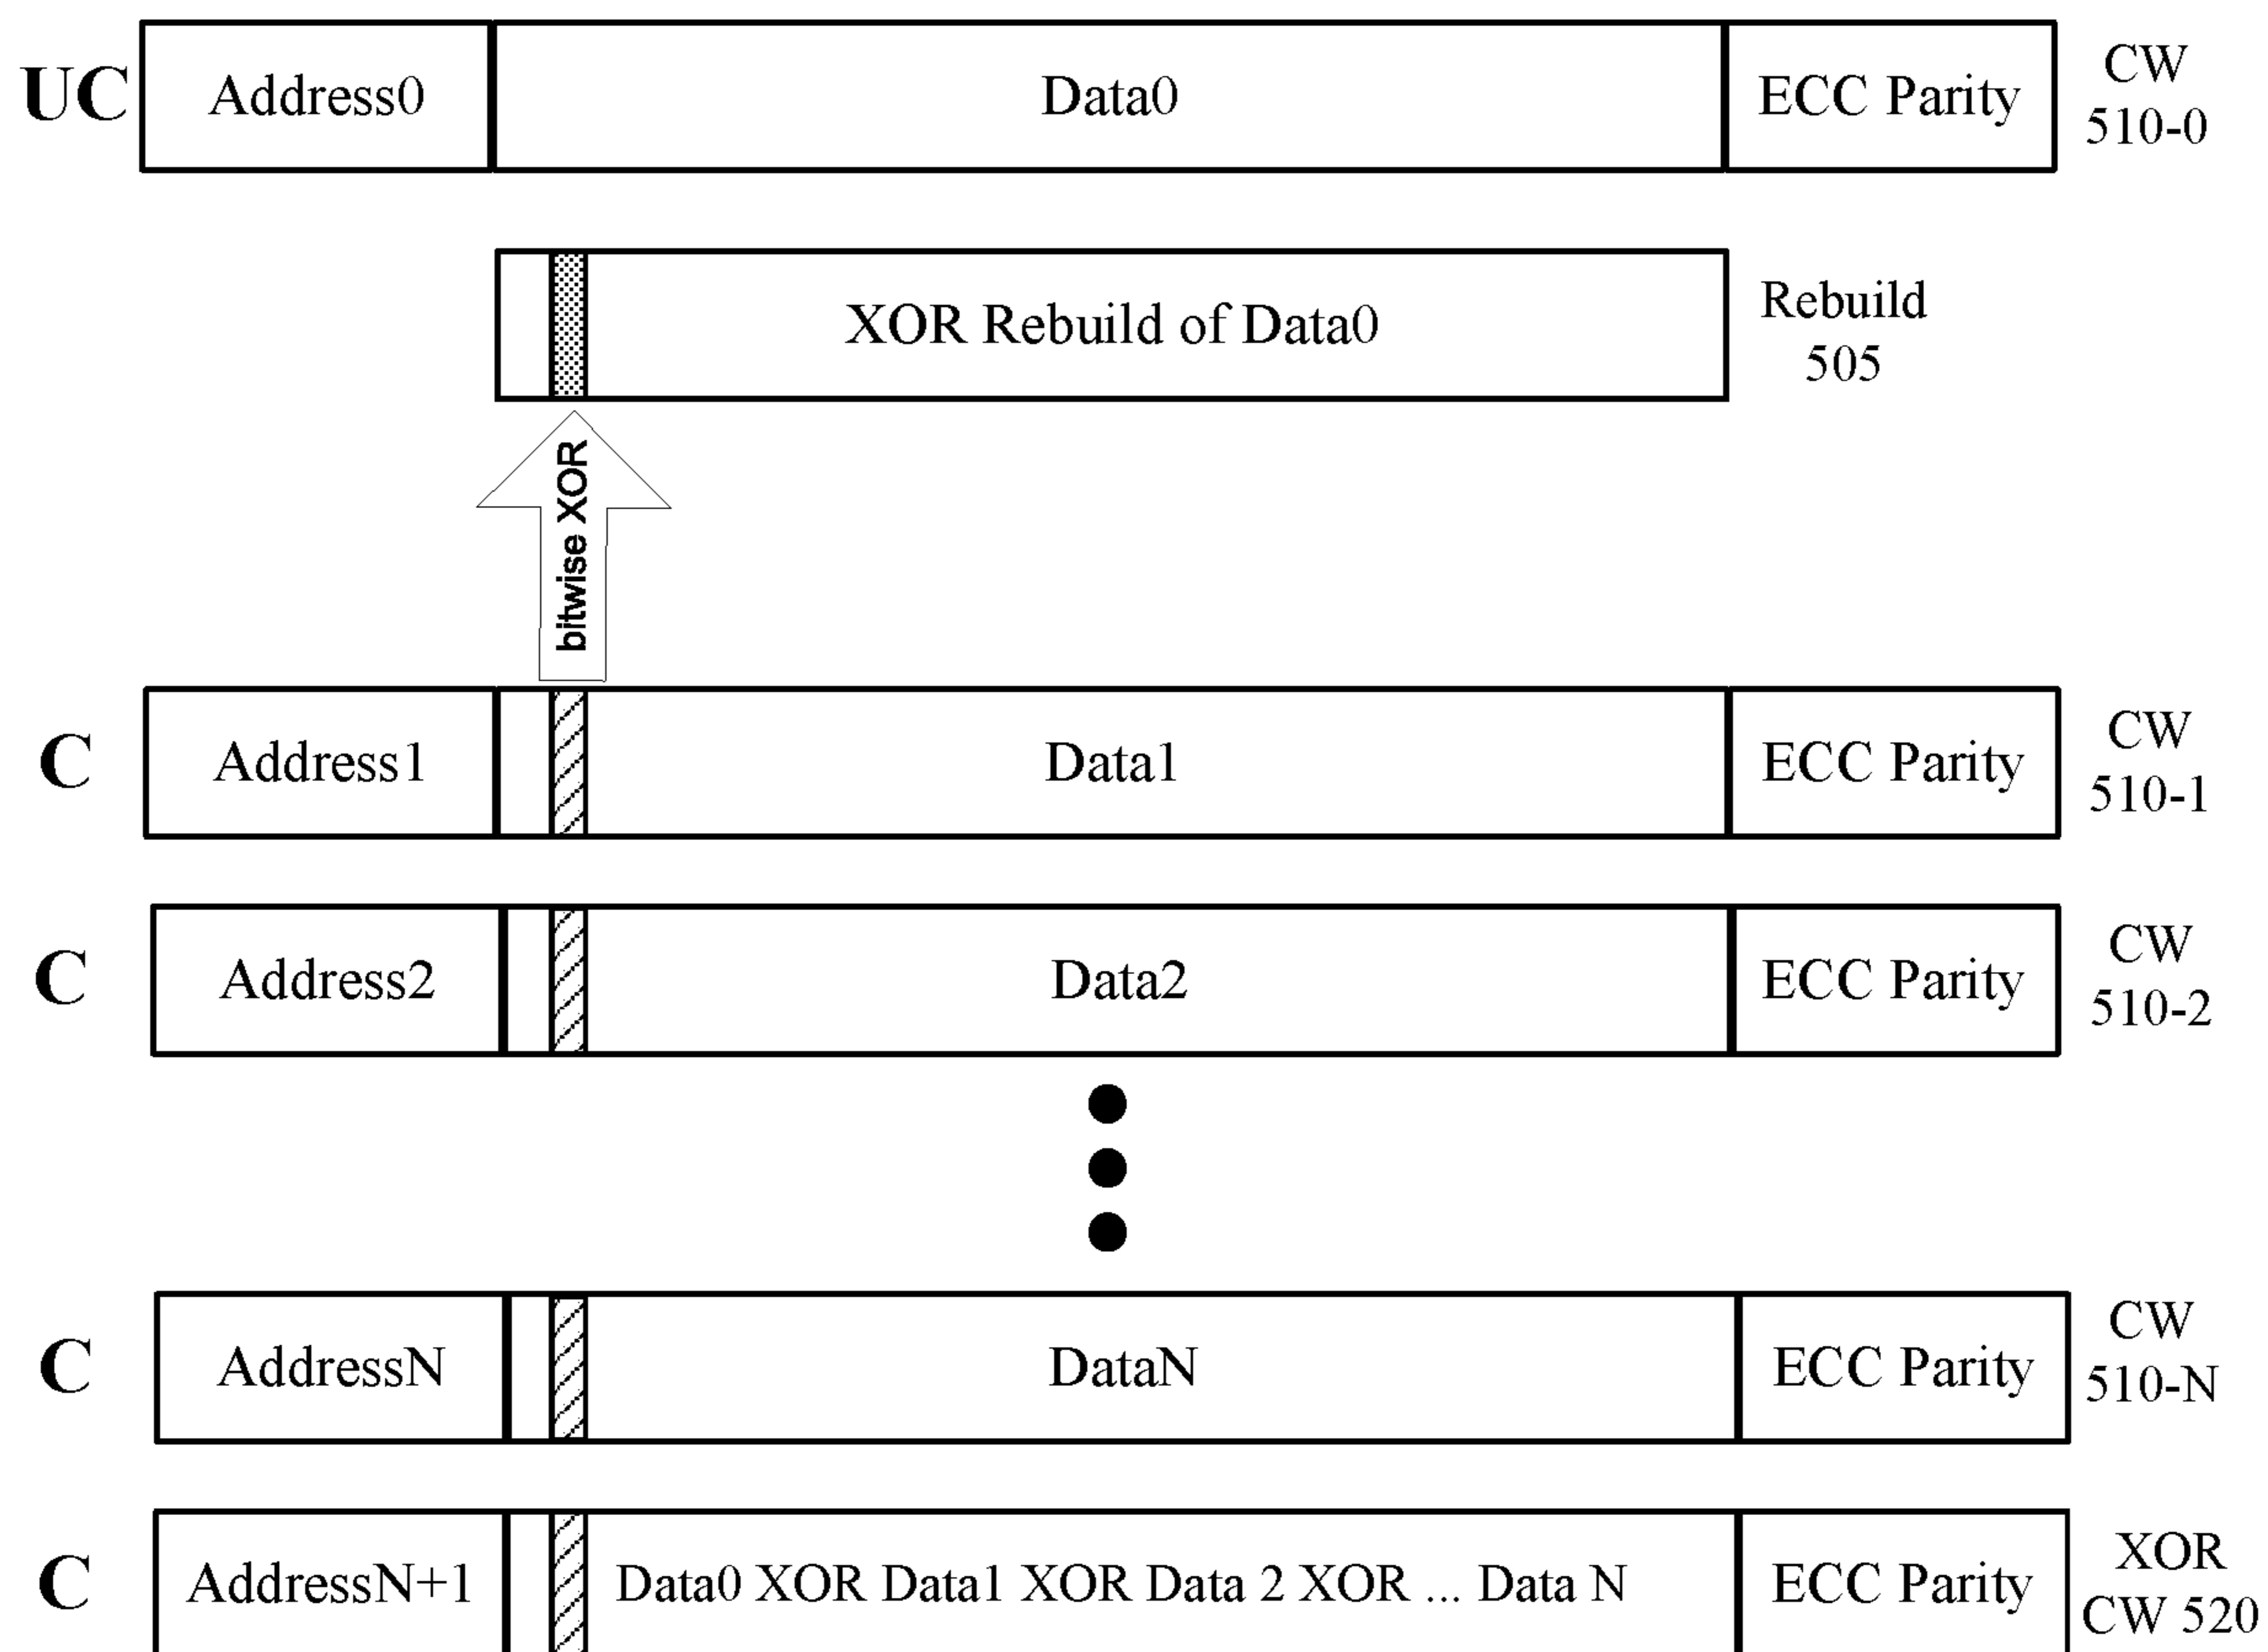 UC Address0 Data0 ECC Parity CW
510-0
XOR Rebuild of Data0 Rebuild
505
bitwise XOR
C Address1 Data1 ECC Parity CW
510-1
C Address2 Data2 ECC Parity CW
510-2
C AddressN DataN ECC Parity CW
510-N
C AddressN+1 Data0 XOR Data1 XOR Data 2 XOR ... Data N ECC Parity XOR
CW 520